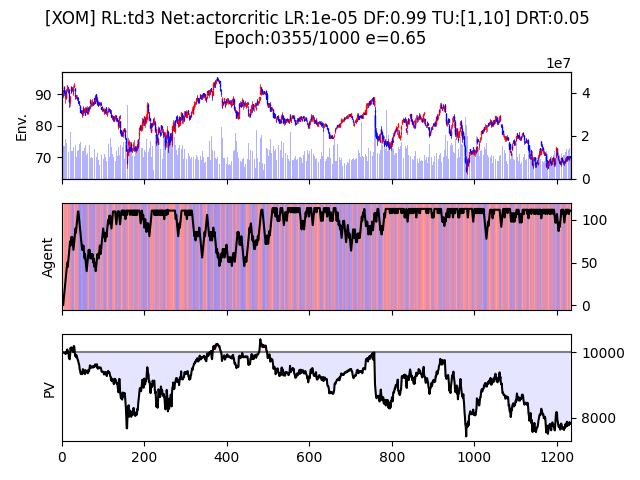 [XOM] RL:td3 Net:actorcritic LR:1e-05 DF:0.99 TU:[1,10] DRT:0.05
Epoch:0355/1000 e=0.65
1e7
Env.
90
80
70
4
2
0
Agent
100
50
0
PV
10000
8000
0 200 400 600 800 1000 1200